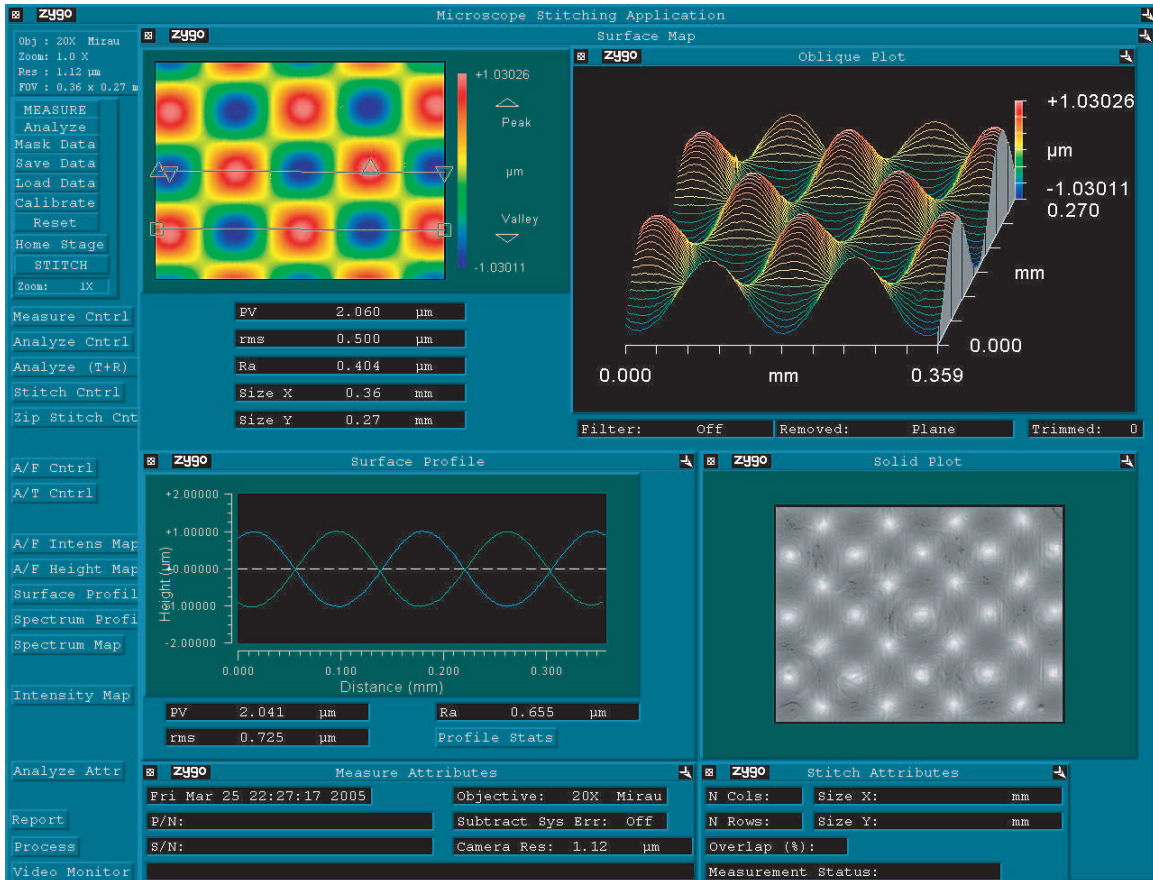 zygo Microscope Stitching Application
Obj : 20X Mirau
Zoom: 1.0 X
Res : 1.12 µm
FOV : 0.36 x 0.27 m
MEASURE
Analyze
Mask Data
Save Data
Load Data
Calibrate
Reset
Home Stage
STITCH
Zoom: 1X
Measure Cntrl
Analyze Cntrl
Analyze (T+R)
Stitch Cntrl
Zip Stitch Cnt
A/F Cntrl
A/T Cntrl
A/F Intens Map
A/F Height Map
Surface Profil
Spectrum Profi
Spectrum Map
Intensity Map
Analyze Attr
Report
Process
Video Monitor
zygo Surface Map
+1.03026
Peak
µm
Valley
-1.03011
PV 2.060 µm
rms 0.500 µm
Ra 0.404 µm
Size X 0.36 mm
Size Y 0.27 mm
zygo Oblique Plot
+1.03026
µm
-1.03011
0.270
mm
0.000
0.000 mm 0.359
Filter: Off Removed: Plane Trimmed: 0
zygo Surface Profile
+2.00000
+1.00000
+0.00000
-1.00000
-2.00000
Height (µm)
0.000 0.100 0.200 0.300
Distance (mm)
PV 2.041 µm Ra 0.655 µm
rms 0.725 µm Profile Stats
zygo Solid Plot
zygo Measure Attributes
Fri Mar 25 22:27:17 2005 Objective: 20X Mirau
P/N: Subtract Sys Err: Off
S/N: Camera Res: 1.12 µm
zygo Stitch Attributes
N Cols: Size X: mm
N Rows: Size Y: mm
Overlap (%):
Measurement Status: